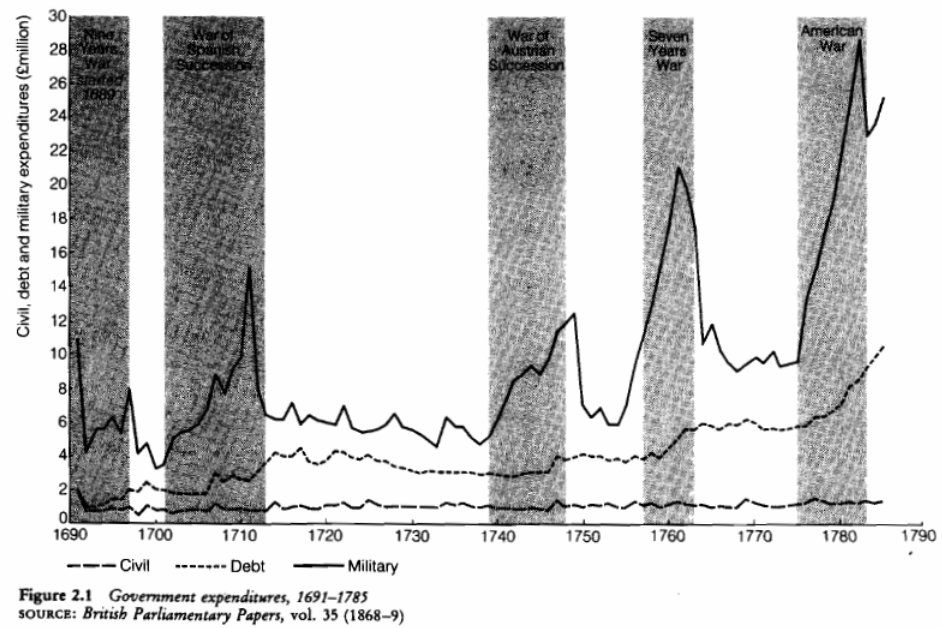 Civil, debt and military expenditures (£million)
30
28
26
24
22
20
18
16
14
12
10
8
6
4
2
0
Nine
Years
War
started
1689
War of
Spanish
Succession
War of
Austrian
Succession
Seven
Years
War
American
War
1690 1700 1710 1720 1730 1740 1750 1760 1770 1780 1790
Civil Debt Military
Figure 2.1 Government expenditures, 1691–1785
SOURCE: British Parliamentary Papers, vol. 35 (1868–9)